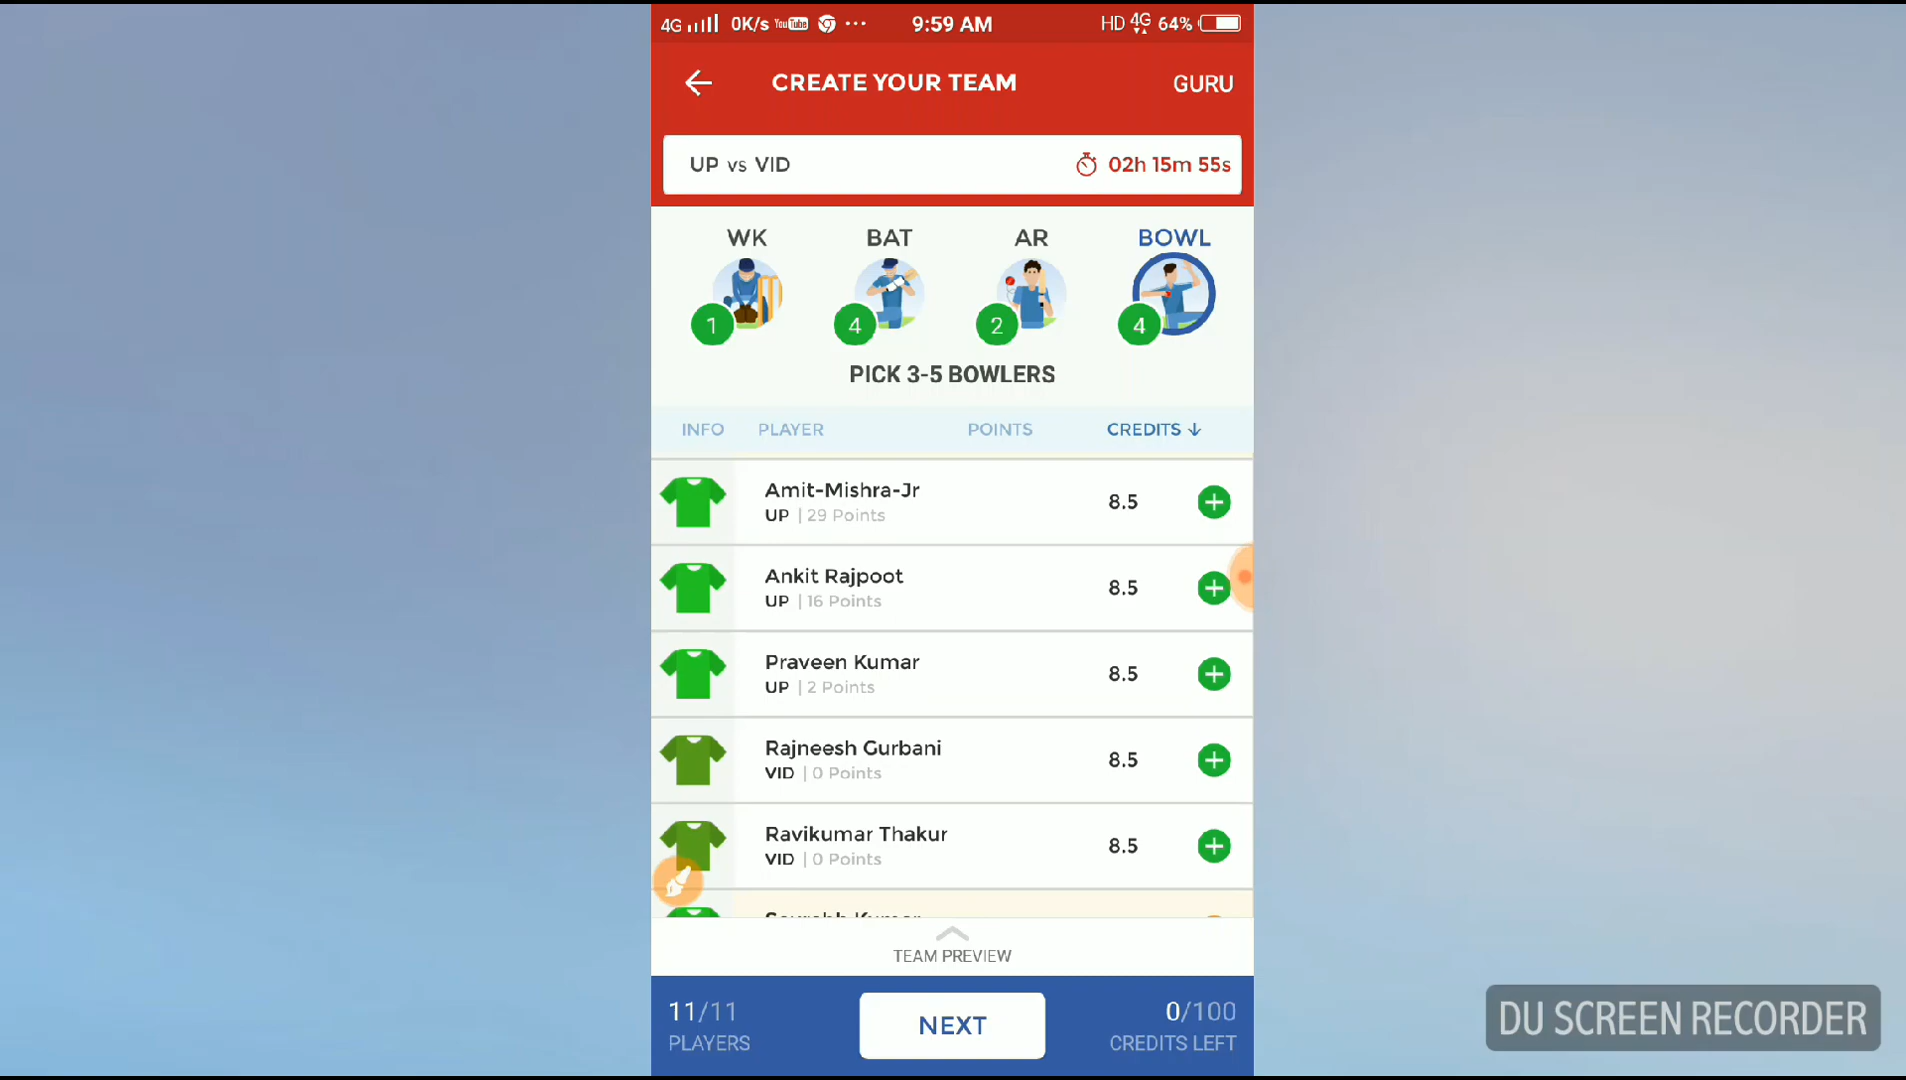 4G 0K/s YouTube 9:59 AM HD 4G 64%
CREATE YOUR TEAM GURU
UP vs VID 02h 15m 55s
WK BAT AR BOWL
1 4 2 4
PICK 3-5 BOWLERS
INFO PLAYER POINTS CREDITS
Amit-Mishra-Jr
UP | 29 Points 8.5
Ankit Rajpoot
UP | 16 Points 8.5
Praveen Kumar
UP | 2 Points 8.5
Rajneesh Gurbani
VID | 0 Points 8.5
Ravikumar Thakur
VID | 0 Points 8.5
Saurabh Kumar
TEAM PREVIEW
11/11 NEXT 0/100
PLAYERS CREDITS LEFT
DU SCREEN RECORDER